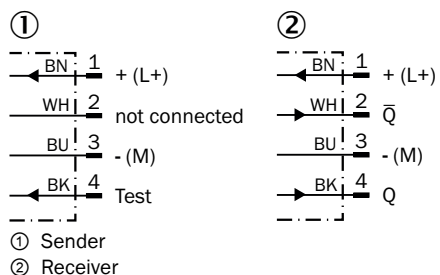 ① ②
BN 1 + (L+)
WH 2 not connected
BU 3 - (M)
BK 4 Test
BN 1 + (L+)
WH 2 Q̅
BU 3 - (M)
BK 4 Q
① Sender
② Receiver